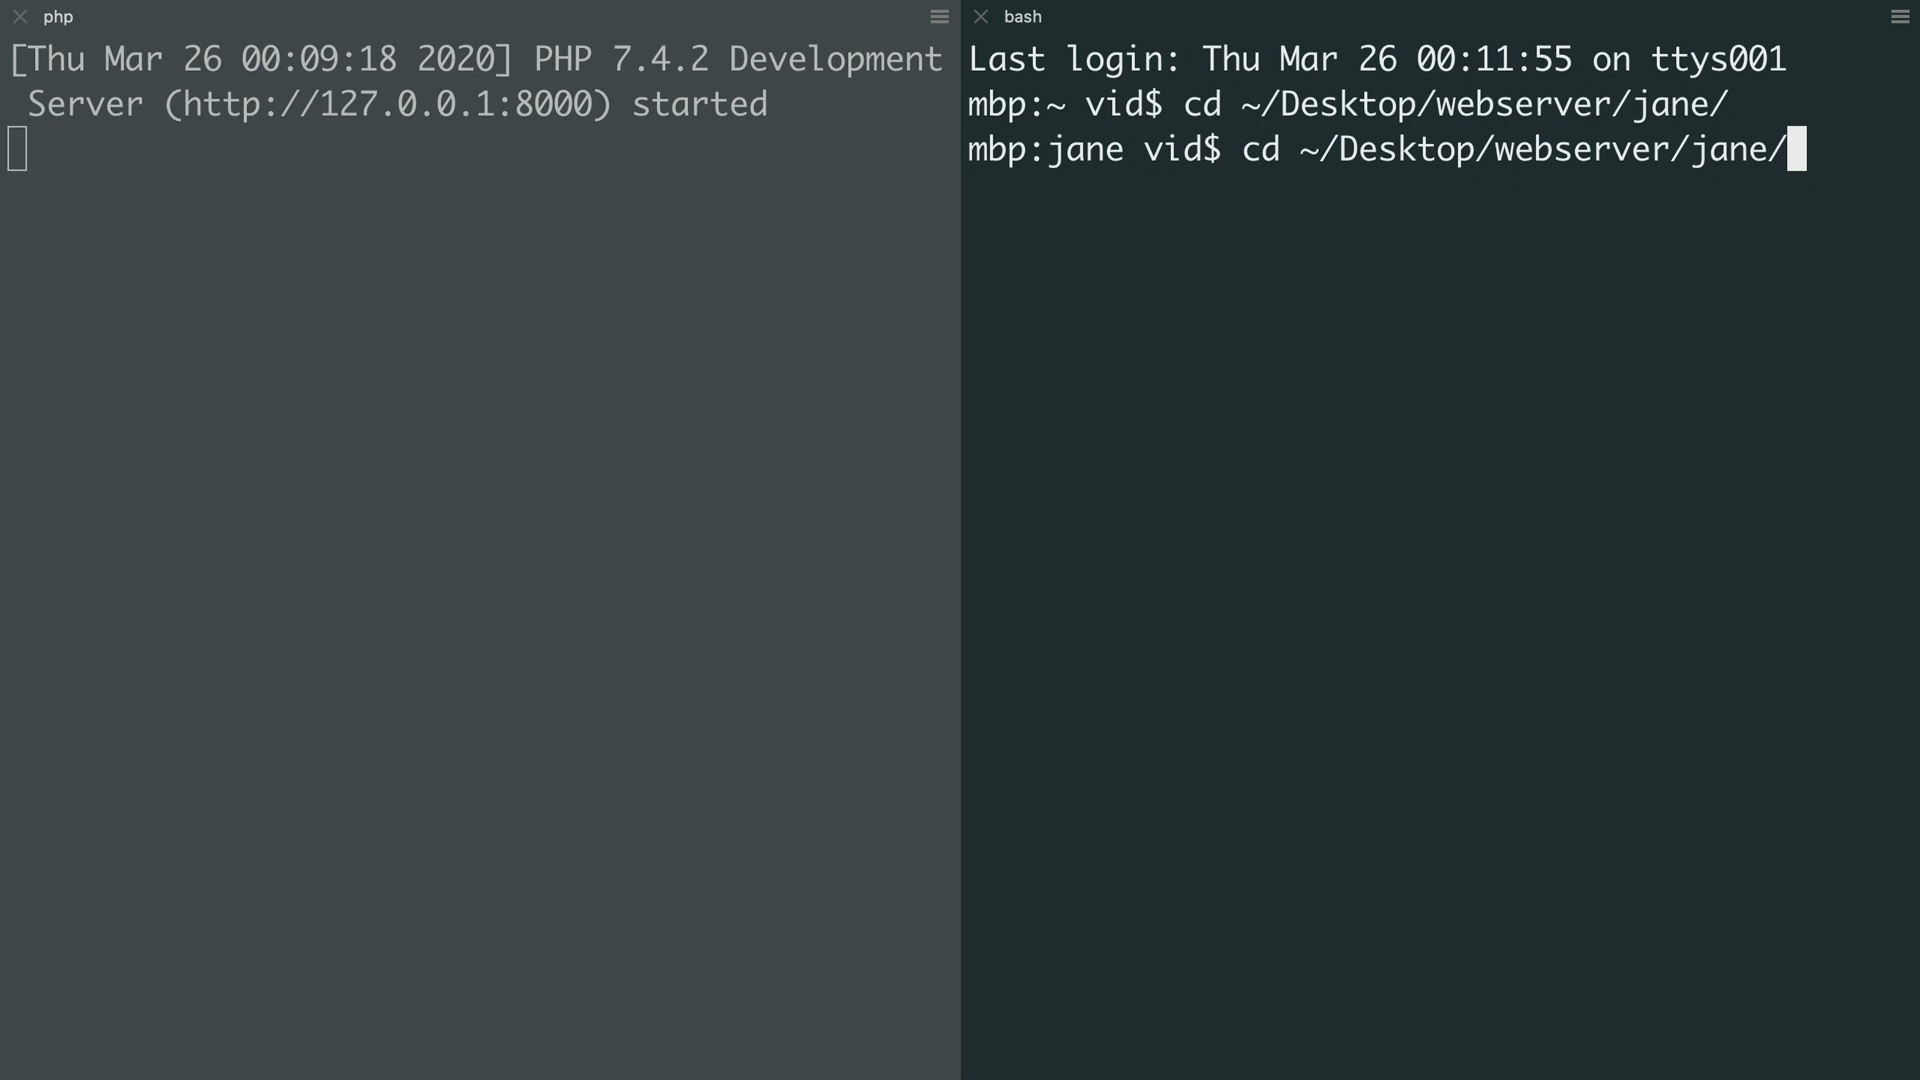 php
[Thu Mar 26 00:09:18 2020] PHP 7.4.2 Development
Server (http://127.0.0.1:8000) started
bash
Last login: Thu Mar 26 00:11:55 on ttys001
mbp:~ vid$ cd ~/Desktop/webserver/jane/
mbp:jane vid$ cd ~/Desktop/webserver/jane/